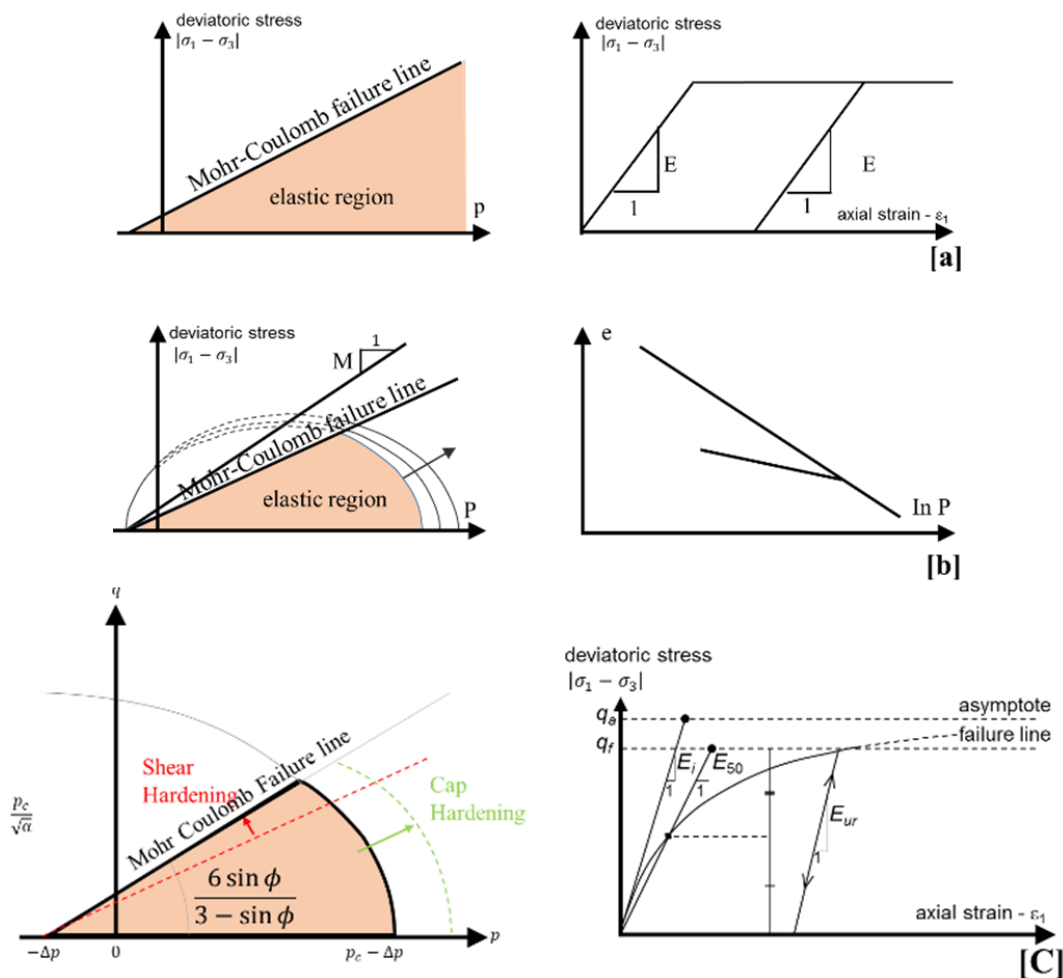 deviatoric stress
|σ₁ − σ₃|
Mohr-Coulomb failure line
elastic region
p
deviatoric stress
|σ₁ − σ₃|
E
1
E
1
axial strain - ε₁
[a]
deviatoric stress
|σ₁ − σ₃|
M
1
Mohr-Coulomb failure line
elastic region
P
e
In P
[b]
q
Shear
Hardening
Mohr Coulomb Failure line
Cap
Hardening
p_c/√α
6 sin ϕ
3 − sin ϕ
−Δp
0
p_c − Δp
p
deviatoric stress
|σ₁ − σ₃|
q_a
asymptote
q_f
failure line
E_i
1
E₅₀
1
E_ur
1
axial strain - ε₁
[C]